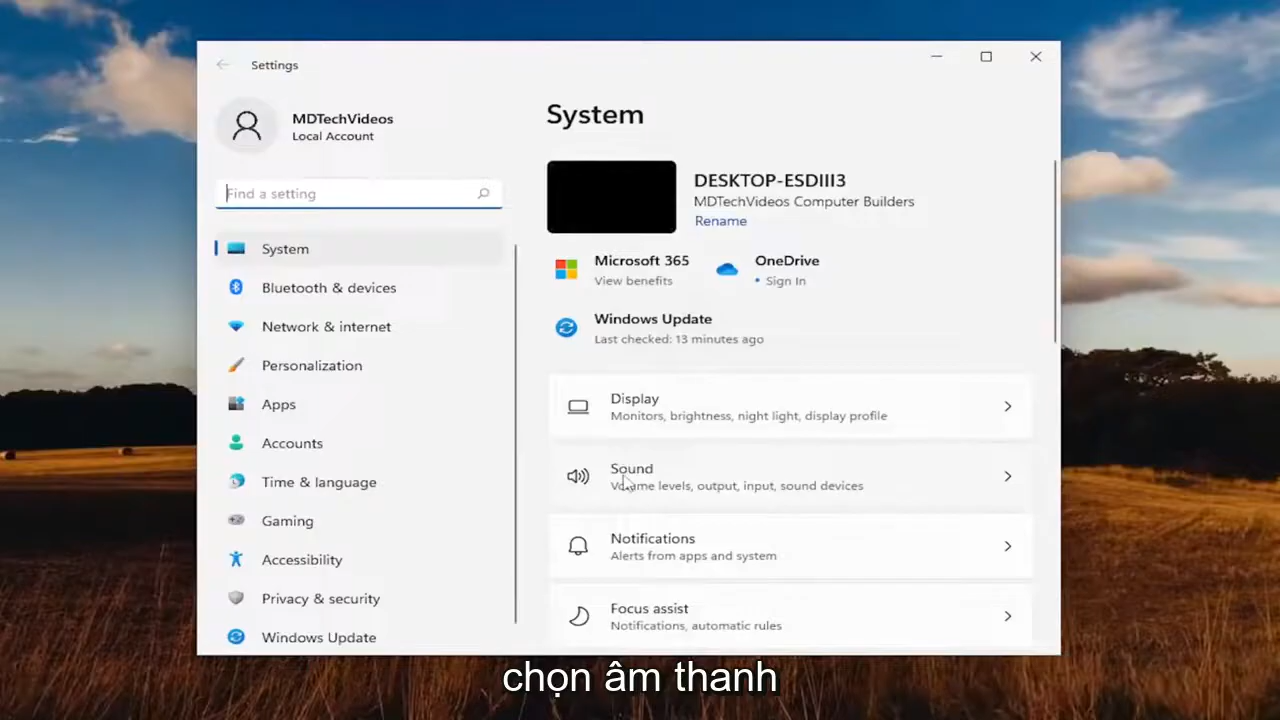 Settings
MDTechVideos
Local Account
Find a setting
System
Bluetooth & devices
Network & internet
Personalization
Apps
Accounts
Time & language
Gaming
Accessibility
Privacy & security
Windows Update
System
DESKTOP-ESDIII3
MDTechVideos Computer Builders
Rename
Microsoft 365
View benefits
OneDrive
• Sign In
Windows Update
Last checked: 13 minutes ago
Display
Monitors, brightness, night light, display profile
Sound
Volume levels, output, input, sound devices
Notifications
Alerts from apps and system
Focus assist
Notifications, automatic rules
chọn âm thanh